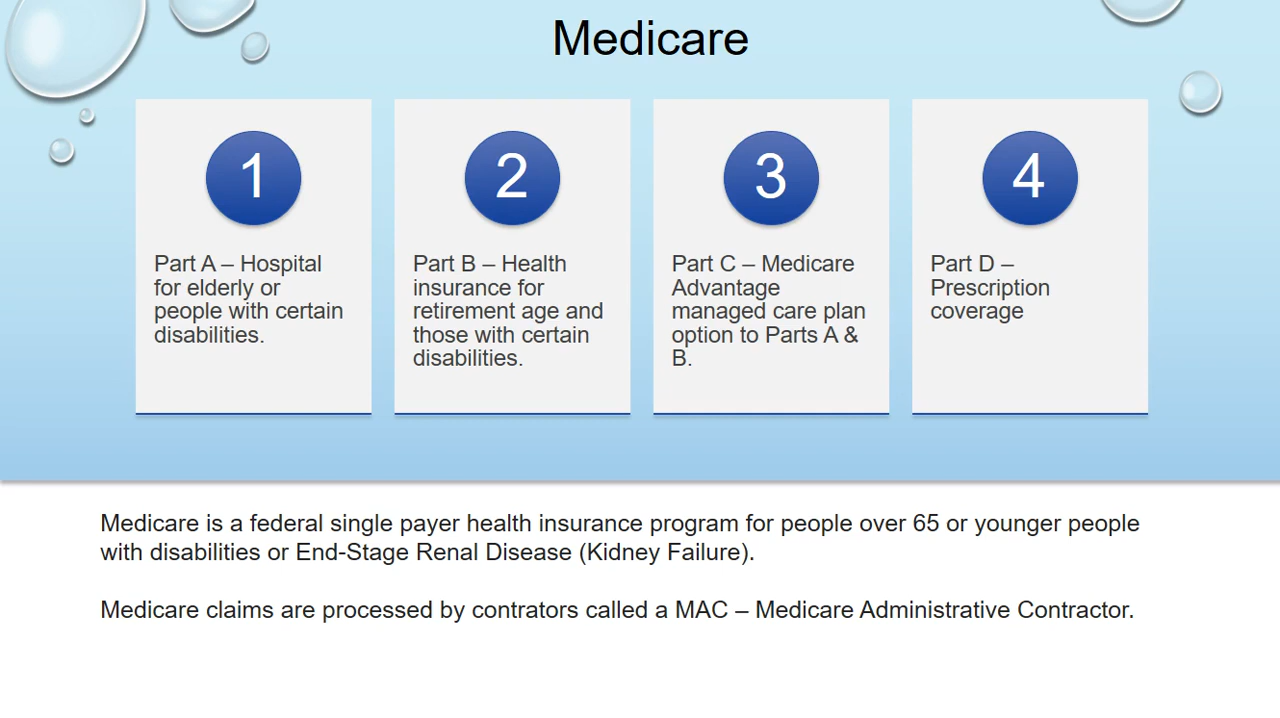 Medicare
1
Part A – Hospital
for elderly or
people with certain
disabilities.
2
Part B – Health
insurance for
retirement age and
those with certain
disabilities.
3
Part C – Medicare
Advantage
managed care plan
option to Parts A &
B.
4
Part D –
Prescription
coverage
Medicare is a federal single payer health insurance program for people over 65 or younger people
with disabilities or End-Stage Renal Disease (Kidney Failure).
Medicare claims are processed by contrators called a MAC – Medicare Administrative Contractor.